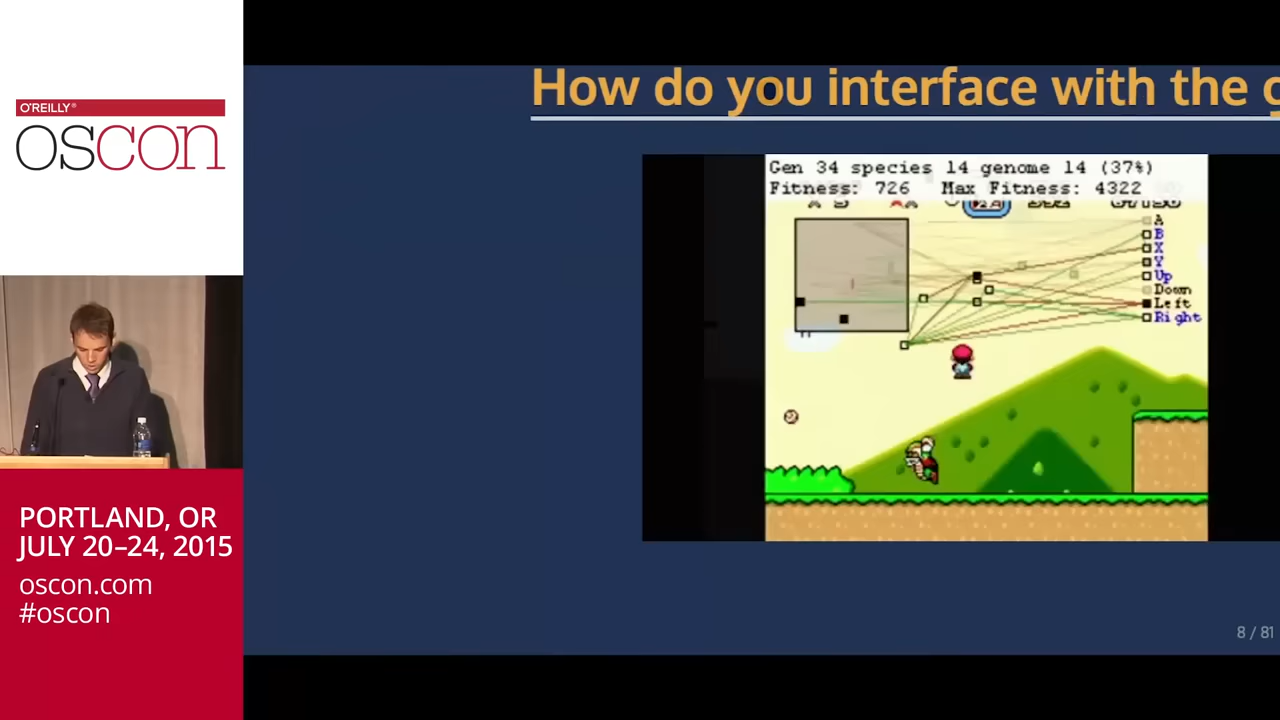 O'REILLY®
oscon
PORTLAND, OR
JULY 20–24, 2015
oscon.com
#oscon
How do you interface with the
Gen 34 species 14 genome 14 (37%)
Fitness: 726 Max Fitness: 4322
A
B
X
Y
Up
Down
Left
Right
8 / 81